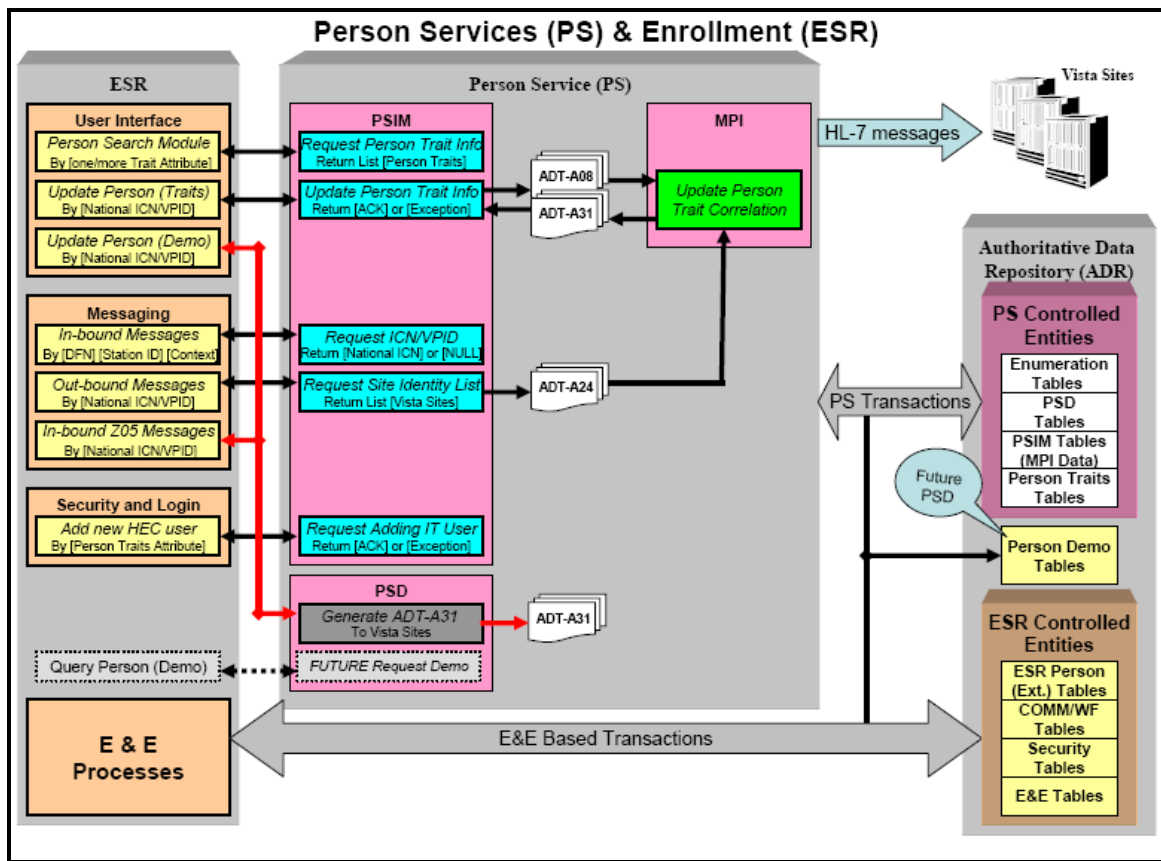 Person Services (PS) & Enrollment (ESR)
ESR
User Interface
Person Search Module
By [one/more Trait Attribute]
Update Person (Traits)
By [National ICN/VPID]
Update Person (Demo)
By [National ICN/VPID]
Messaging
In-bound Messages
By [DFN] [Station ID] [Context]
Out-bound Messages
By [National ICN/VPID]
In-bound Z05 Messages
By [National ICN/VPID]
Security and Login
Add new HEC user
By [Person Traits Attribute]
Query Person (Demo)
E & E
Processes
Person Service (PS)
PSIM
Request Person Trait Info
Return List [Person Traits]
Update Person Trait Info
Return [ACK] or [Exception]
Request ICN/VPID
Return [National ICN] or [NULL]
Request Site Identity List
Return List [Vista Sites]
Request Adding IT User
Return [ACK] or [Exception]
PSD
Generate ADT-A31
To Vista Sites
FUTURE Request Demo
ADT-A08
ADT-A31
ADT-A24
ADT-A31
MPI
Update Person
Trait Correlation
HL-7 messages
Vista Sites
PS Transactions
E&E Based Transactions
Authoritative Data
Repository (ADR)
PS Controlled
Entities
Enumeration
Tables
PSD
Tables
PSIM Tables
(MPI Data)
Person Traits
Tables
Future
PSD
Person Demo
Tables
ESR Controlled
Entities
ESR Person
(Ext.) Tables
COMM/WF
Tables
Security
Tables
E&E Tables